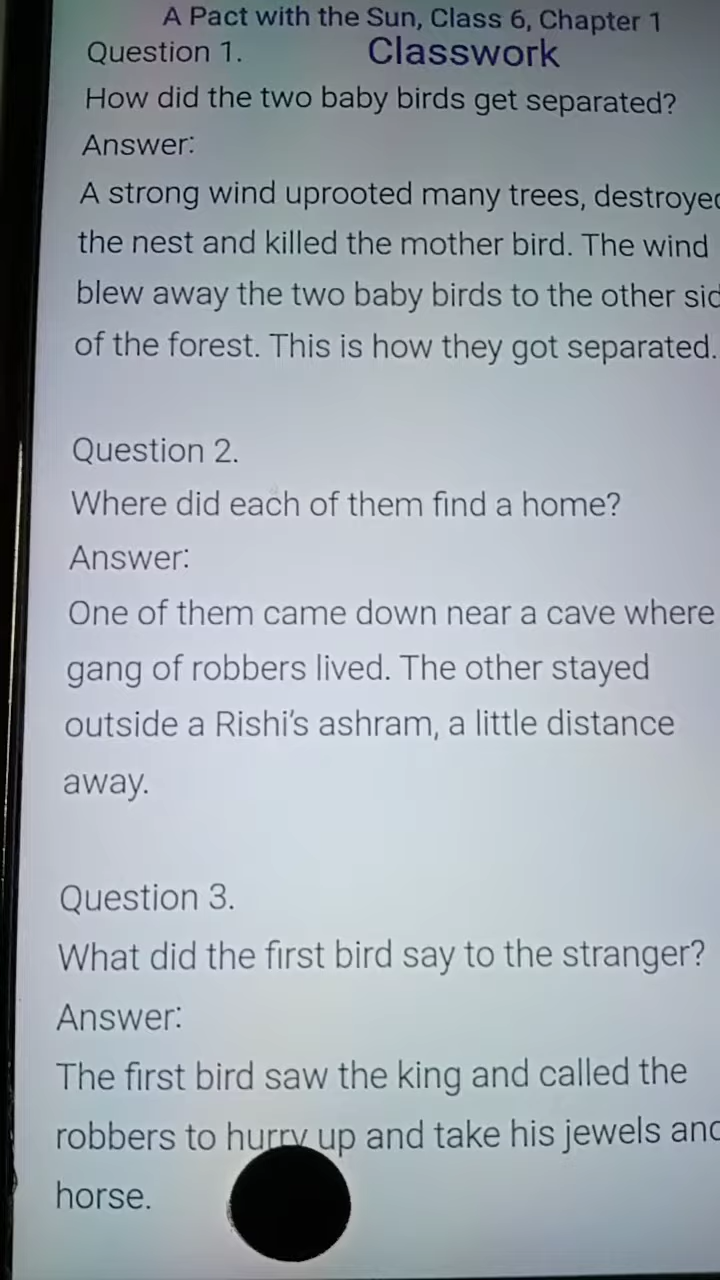 A Pact with the Sun, Class 6, Chapter 1
Question 1. Classwork
How did the two baby birds get separated?
Answer:
A strong wind uprooted many trees, destroyed
the nest and killed the mother bird. The wind
blew away the two baby birds to the other sid
of the forest. This is how they got separated.
Question 2.
Where did each of them find a home?
Answer:
One of them came down near a cave where
gang of robbers lived. The other stayed
outside a Rishi's ashram, a little distance
away.
Question 3.
What did the first bird say to the stranger?
Answer:
The first bird saw the king and called the
robbers to hurry up and take his jewels and
horse.